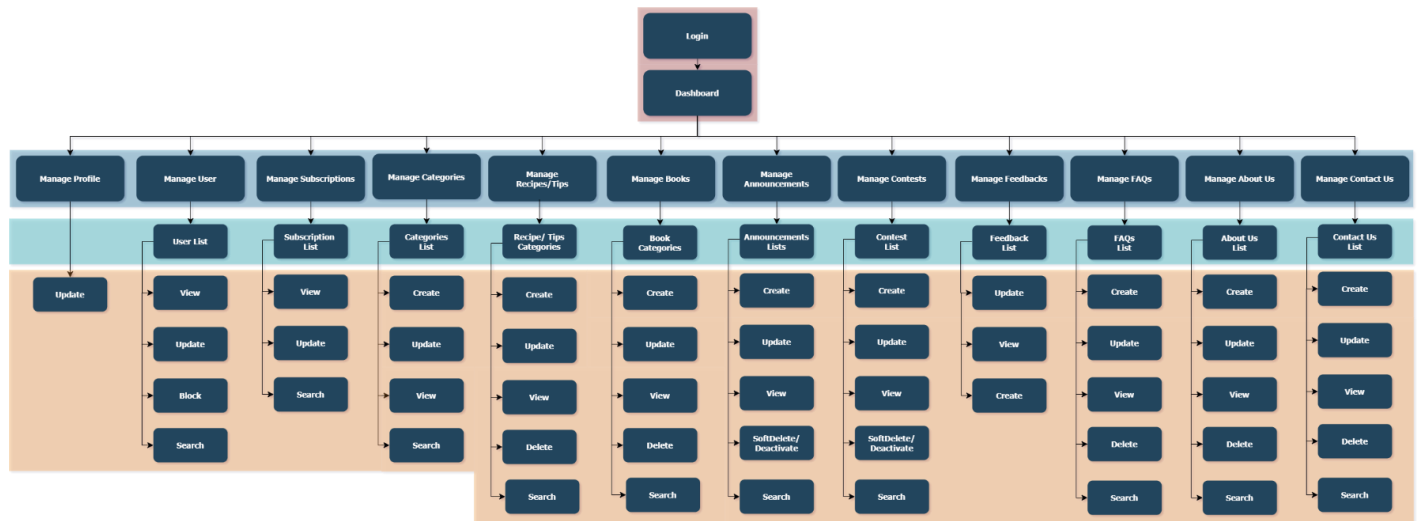 Login
Dashboard
Manage Profile
Manage User
Manage Subscriptions
Manage Categories
Manage
Recipes/Tips
Manage Books
Manage
Announcements
Manage Contests
Manage Feedbacks
Manage FAQs
Manage About Us
Manage Contact Us
User List
Subscription
List
Categories
List
Recipe/ Tips
Categories
Book
Categories
Announcements
Lists
Contest
List
Feedback
List
FAQs
List
About Us
List
Contact Us
List
Update
View
View
Create
Create
Create
Create
Create
Update
Create
Create
Create
Update
Update
Update
Update
Update
Update
Update
View
Update
Update
Update
Block
Search
View
View
View
View
View
Create
View
View
View
Search
Search
Delete
Delete
SoftDelete/
Deactivate
SoftDelete/
Deactivate
Delete
Delete
Delete
Search
Search
Search
Search
Search
Search
Search